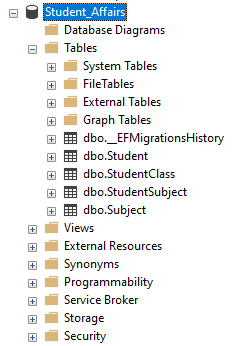 Student_Affairs
Database Diagrams
Tables
System Tables
FileTables
External Tables
Graph Tables
dbo.__EFMigrationsHistory
dbo.Student
dbo.StudentClass
dbo.StudentSubject
dbo.Subject
Views
External Resources
Synonyms
Programmability
Service Broker
Storage
Security